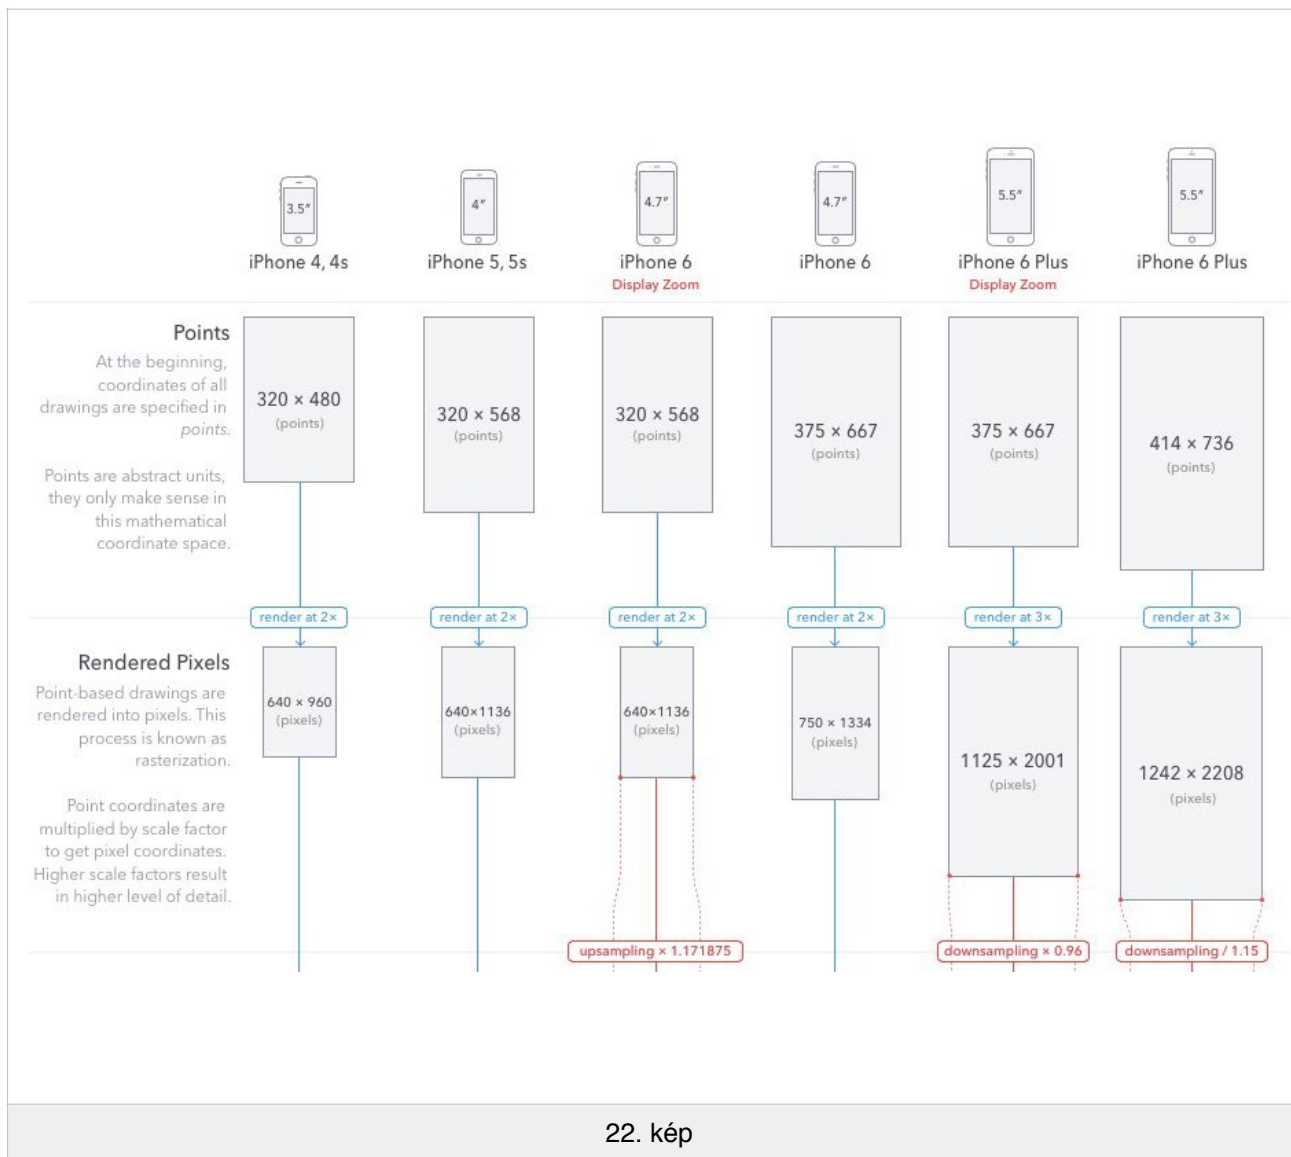 3.5″
4″
4.7″
4.7″
5.5″
5.5″
iPhone 4, 4s
iPhone 5, 5s
iPhone 6
Display Zoom
iPhone 6
iPhone 6 Plus
Display Zoom
iPhone 6 Plus
Points
At the beginning,
coordinates of all
drawings are specified in
points.
Points are abstract units,
they only make sense in
this mathematical
coordinate space.
320 × 480
(points)
320 × 568
(points)
320 × 568
(points)
375 × 667
(points)
375 × 667
(points)
414 × 736
(points)
render at 2×
render at 2×
render at 2×
render at 2×
render at 3×
render at 3×
Rendered Pixels
Point-based drawings are
rendered into pixels. This
process is known as
rasterization.
Point coordinates are
multiplied by scale factor
to get pixel coordinates.
Higher scale factors result
in higher level of detail.
640 × 960
(pixels)
640×1136
(pixels)
640×1136
(pixels)
750 × 1334
(pixels)
1125 × 2001
(pixels)
1242 × 2208
(pixels)
upsampling × 1.171875
downsampling × 0.96
downsampling / 1.15
22. kép